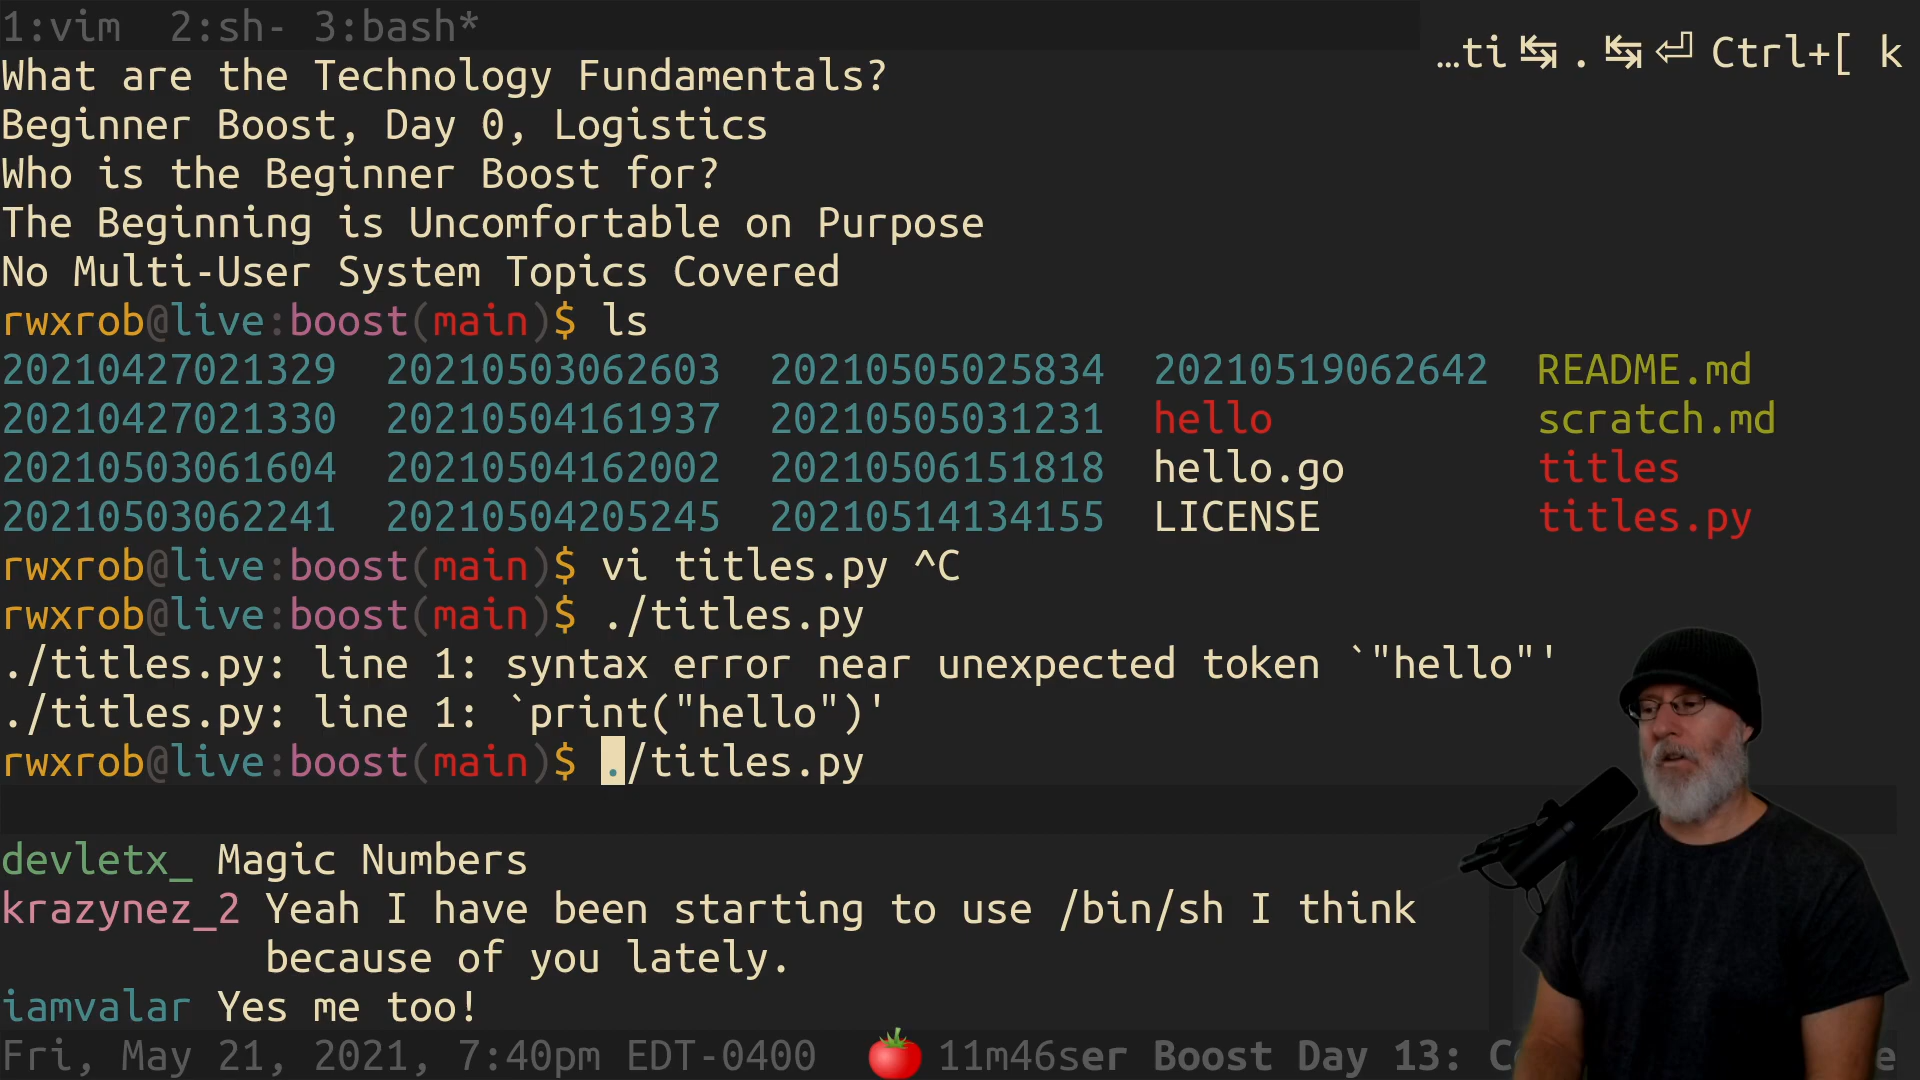 1:vim  2:sh- 3:bash*
…ti ↹ . ↹ ⏎ Ctrl+[ k
What are the Technology Fundamentals?
Beginner Boost, Day 0, Logistics
Who is the Beginner Boost for?
The Beginning is Uncomfortable on Purpose
No Multi-User System Topics Covered
rwxrob@live:boost(main)$ ls
20210427021329  20210503062603  20210505025834  20210519062642  README.md
20210427021330  20210504161937  20210505031231  hello           scratch.md
20210503061604  20210504162002  20210506151818  hello.go        titles
20210503062241  20210504205245  20210514134155  LICENSE         titles.py
rwxrob@live:boost(main)$ vi titles.py ^C
rwxrob@live:boost(main)$ ./titles.py
./titles.py: line 1: syntax error near unexpected token `"hello"'
./titles.py: line 1: `print("hello")'
rwxrob@live:boost(main)$ ./titles.py
devletx_ Magic Numbers
krazynez_2 Yeah I have been starting to use /bin/sh I think
because of you lately.
iamvalar Yes me too!
Fri, May 21, 2021, 7:40pm EDT-0400 🍅 11m46ser Boost Day 13: